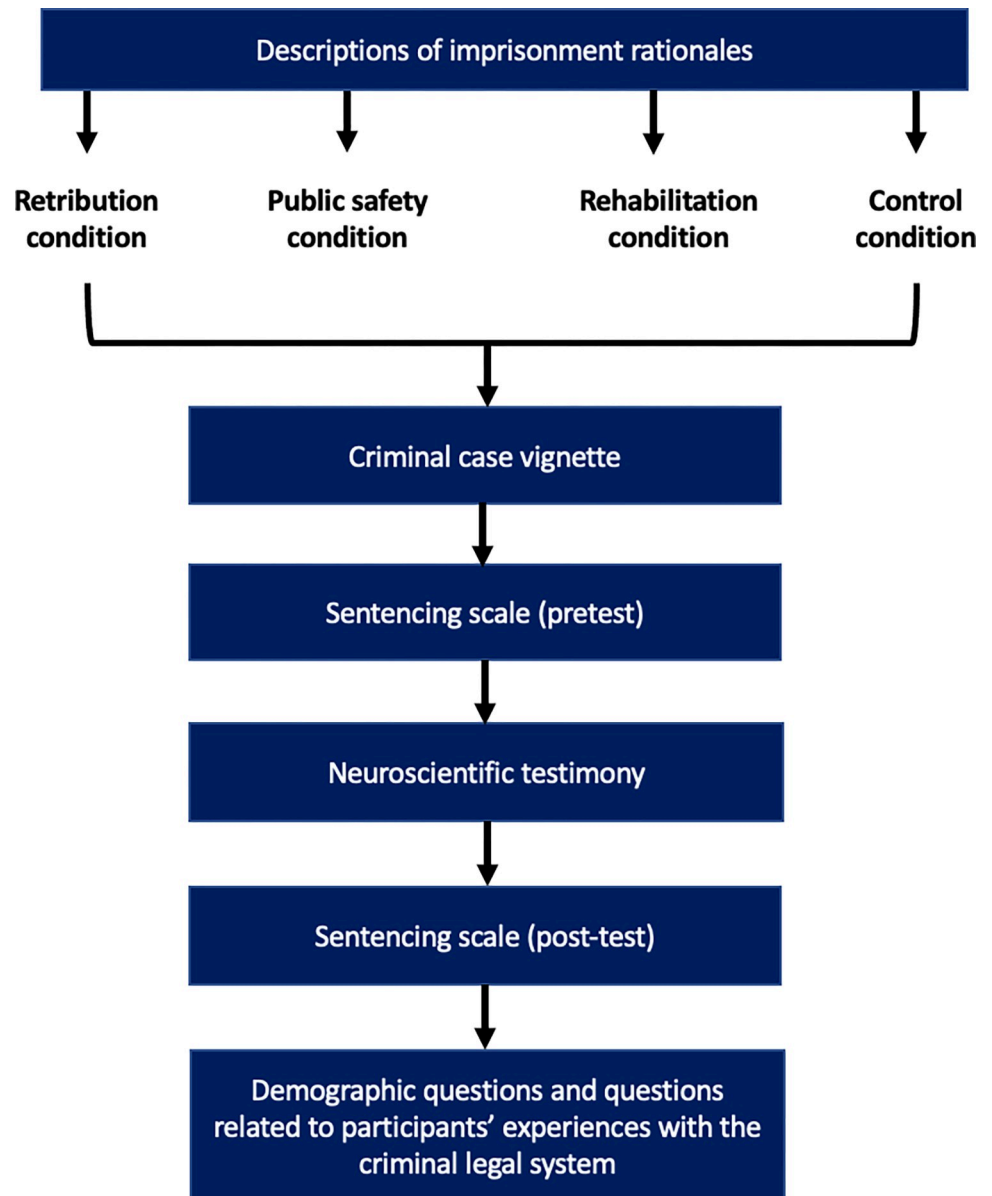 Descriptions of imprisonment rationales
Retribution condition
Public safety condition
Rehabilitation condition
Control condition
Criminal case vignette
Sentencing scale (pretest)
Neuroscientific testimony
Sentencing scale (post-test)
Demographic questions and questions
related to participants’ experiences with the
criminal legal system